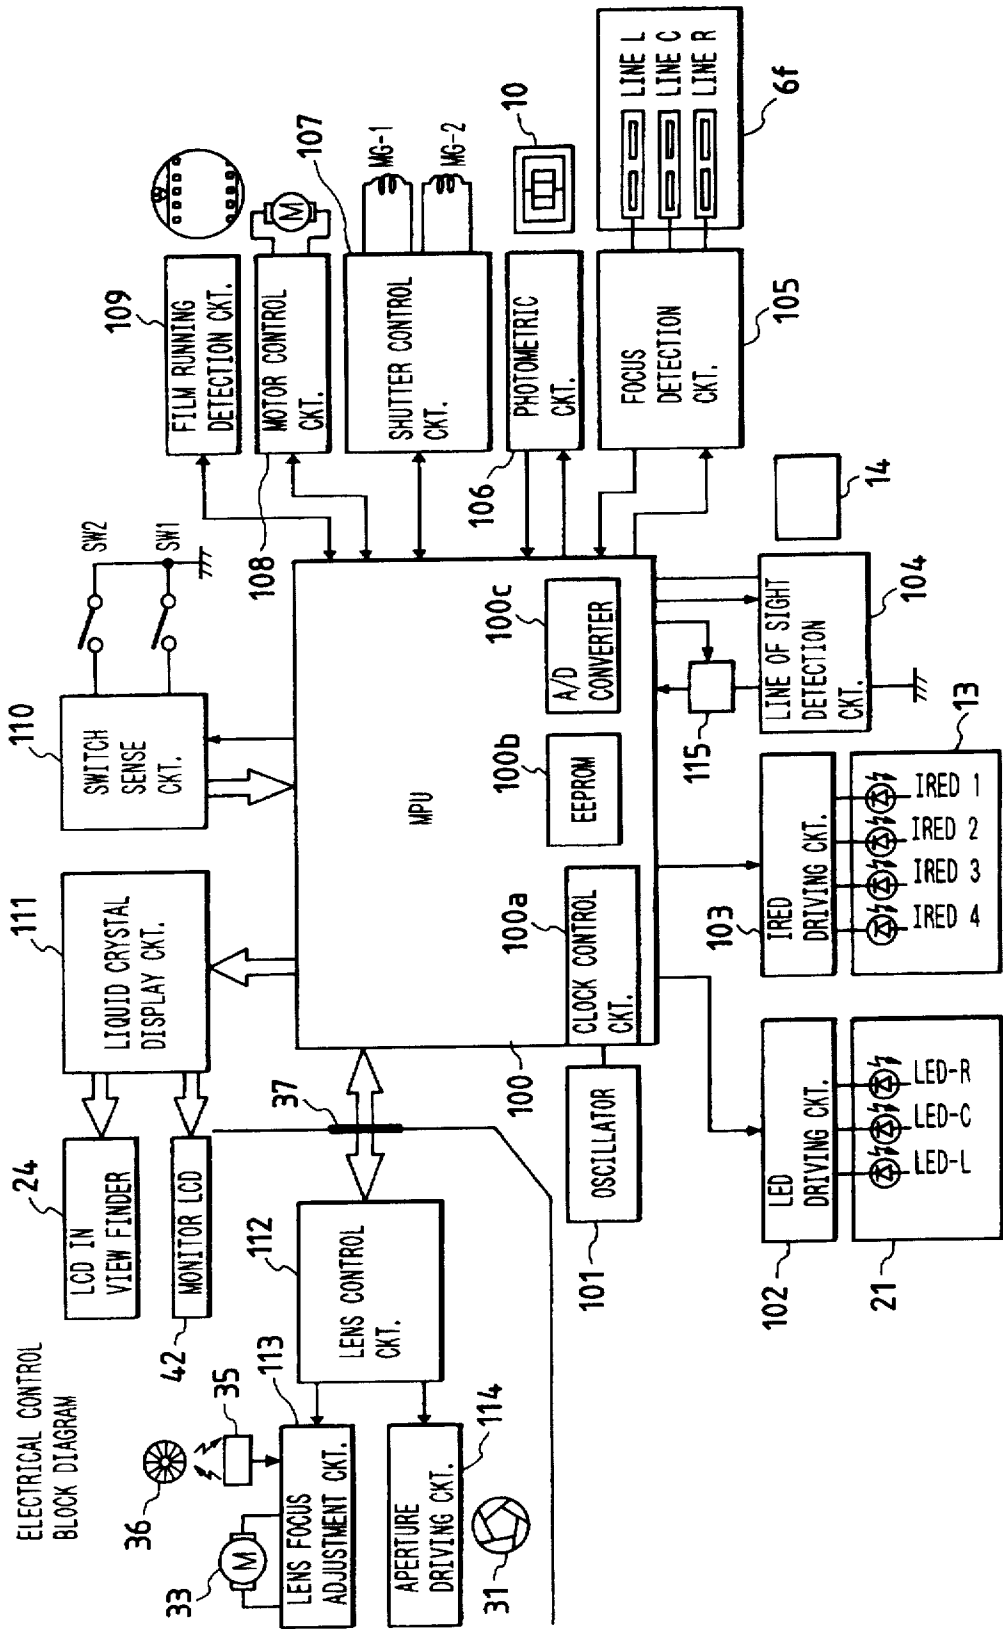 ELECTRICAL CONTROL
BLOCK DIAGRAM
36
33
35
113
LENS FOCUS
ADJUSTMENT CKT.
APERTURE
DRIVING CKT.
114
31
M
112
LENS CONTROL
CKT.
37
24
LCD IN
VIEW FINDER
42
MONITOR LCD
111
LIQUID CRYSTAL
DISPLAY CKT.
110
SWITCH
SENSE
CKT.
SW2
SW1
109
FILM RUNNING
DETECTION CKT.
108
MOTOR CONTROL
CKT.
M
107
SHUTTER CONTROL
CKT.
MG-1
MG-2
106
PHOTOMETRIC
CKT.
10
FOCUS
DETECTION
CKT.
105
LINE L
LINE C
LINE R
6f
MPU
100
100a
CLOCK CONTROL
CKT.
100b
EEPROM
100c
A/D
CONVERTER
OSCILLATOR
101
102
LED
DRIVING CKT.
LED-L
LED-C
LED-R
21
103
IRED
DRIVING CKT.
IRED 4
IRED 3
IRED 2
IRED 1
13
115
LINE OF SIGHT
DETECTION
CKT.
104
14